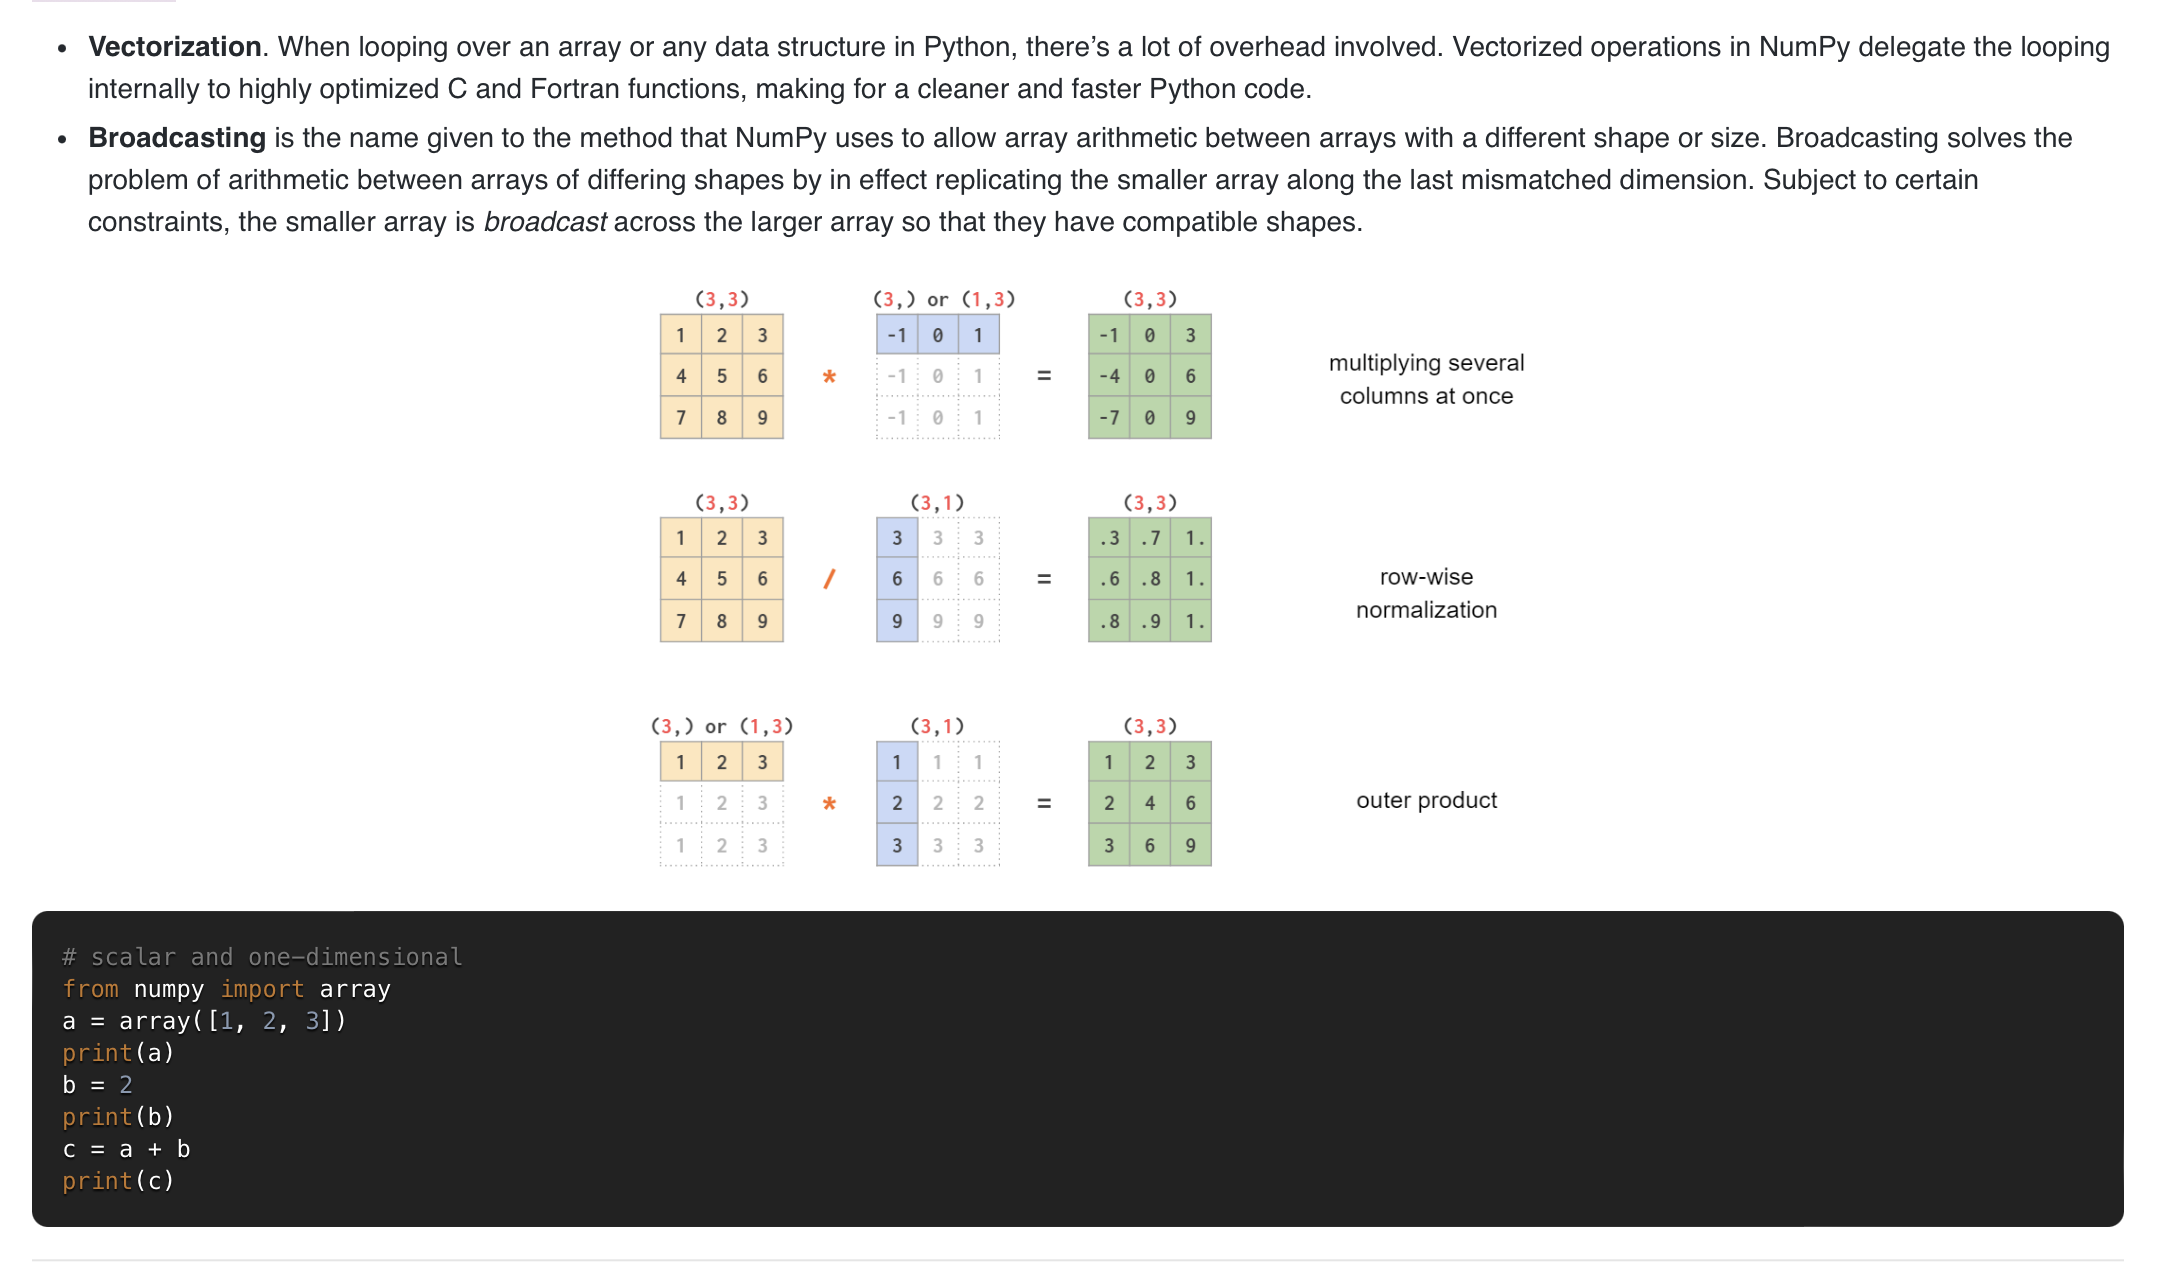 • Vectorization. When looping over an array or any data structure in Python, there’s a lot of overhead involved. Vectorized operations in NumPy delegate the looping
internally to highly optimized C and Fortran functions, making for a cleaner and faster Python code.
• Broadcasting is the name given to the method that NumPy uses to allow array arithmetic between arrays with a different shape or size. Broadcasting solves the
problem of arithmetic between arrays of differing shapes by in effect replicating the smaller array along the last mismatched dimension. Subject to certain
constraints, the smaller array is broadcast across the larger array so that they have compatible shapes.
(3,3) (3,) or (1,3) (3,3)
1 2 3 -1 0 1 -1 0 3
4 5 6 * -1 0 1 = -4 0 6
7 8 9 -1 0 1 -7 0 9
multiplying several
columns at once
(3,3) (3,1) (3,3)
1 2 3 3 3 3 .3 .7 1.
4 5 6 / 6 6 6 = .6 .8 1.
7 8 9 9 9 9 .8 .9 1.
row-wise
normalization
(3,) or (1,3) (3,1) (3,3)
1 2 3 1 1 1 1 2 3
1 2 3 * 2 2 2 = 2 4 6
1 2 3 3 3 3 3 6 9
outer product
# scalar and one-dimensional
from numpy import array
a = array([1, 2, 3])
print(a)
b = 2
print(b)
c = a + b
print(c)